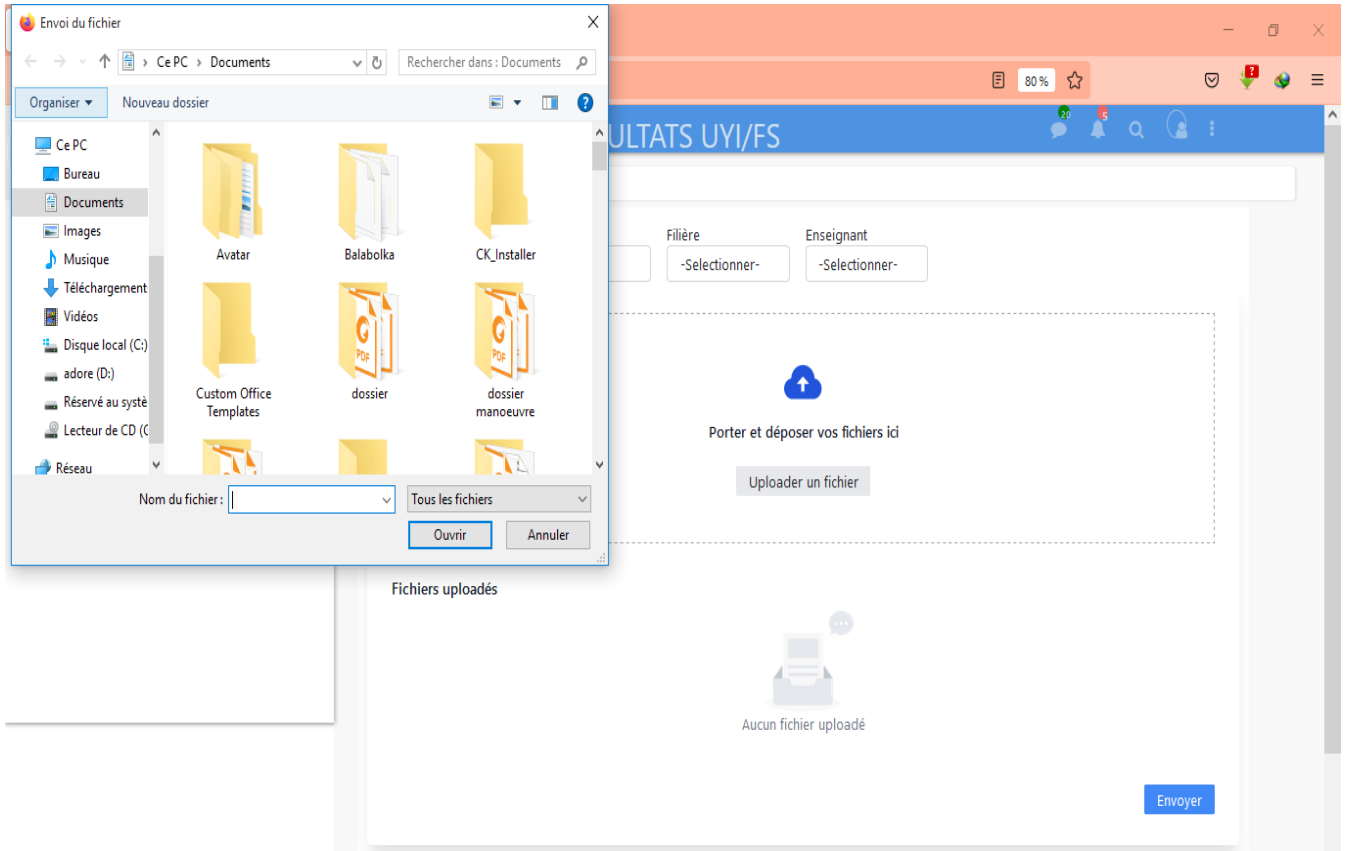 Envoi du fichier
Ce PC > Documents
Rechercher dans : Documents
Organiser
Nouveau dossier
Ce PC
Bureau
Documents
Images
Musique
Téléchargement
Vidéos
Disque local (C:)
adore (D:)
Réservé au systè
Lecteur de CD (G
Réseau
Avatar
Balabolka
CK_Installer
Custom Office
Templates
PDF
dossier
PDF
dossier
manoeuvre
Nom du fichier :
Tous les fichiers
Ouvrir
Annuler
80 %
ULTATS UYI/FS
20
5
Filière
Enseignant
-Selectionner-
-Selectionner-
Porter et déposer vos fichiers ici
Uploader un fichier
Fichiers uploadés
Aucun fichier uploadé
Envoyer